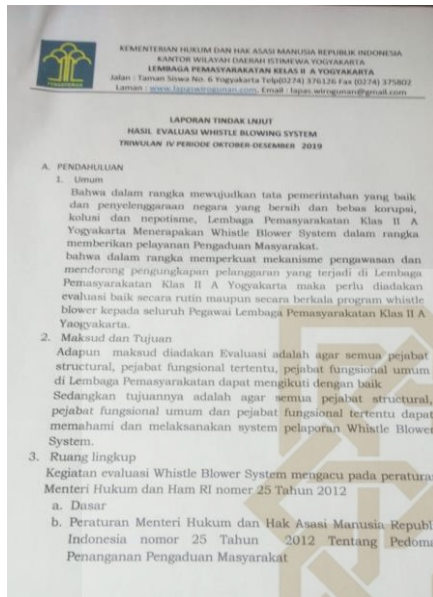 KEMENTERIAN HUKUM DAN HAK ASASI MANUSIA REPUBLIK INDONESIA
KANTOR WILAYAH DAERAH ISTIMEWA YOGYAKARTA
LEMBAGA PEMASYARAKATAN KELAS II A YOGYAKARTA
Jalan : Taman Siswa No. 6 Yogyakarta Telp(0274) 376126 Fax (0274) 375802
Laman : www.lapaswirogunan.com, Email : lapas.wirogunan@gmail.com
LAPORAN TINDAK LNJUT
HASIL EVALUASI WHISTLE BLOWING SYSTEM
TRIWULAN IV PERIODE OKTOBER-DESEMBER 2019
A. PENDAHULUAN
1. Umum
Bahwa dalam rangka mewujudkan tata pemerintahan yang baik
dan penyelenggaraan negara yang bersih dan bebas korupsi,
kolusi dan nepotisme, Lembaga Pemasyarakatan Klas II A
Yogyakarta Menerapakan Whistle Blower System dalam rangka
memberikan pelayanan Pengaduan Masyarakat.
bahwa dalam rangka memperkuat mekanisme pengawasan dan
mendorong pengungkapan pelanggaran yang terjadi di Lembaga
Pemasyarakatan Klas II A Yogyakarta maka perlu diadakan
evaluasi baik secara rutin maupun secara berkala program whistle
blower kepada seluruh Pegawai Lembaga Pemasyarakatan Klas II A
Yaogyakarta.
2. Maksud dan Tujuan
Adapun maksud diadakan Evaluasi adalah agar semua pejabat
structural, pejabat fungsional tertentu, pejabat fungsional umum
di Lembaga Pemasyarakatan dapat mengikuti dengan baik
Sedangkan tujuannya adalah agar semua pejabat structural,
pejabat fungsional umum dan pejabat fungsional tertentu dapat
memahami dan melaksanakan system pelaporan Whistle Blower
System.
3. Ruang lingkup
Kegiatan evaluasi Whistle Blower System mengacu pada peratura
Menteri Hukum dan Ham RI nomer 25 Tahun 2012
a. Dasar
b. Peraturan Menteri Hukum dan Hak Asasi Manusia Republ
Indonesia nomor 25 Tahun 2012 Tentang Pedoma
Penanganan Pengaduan Masyarakat